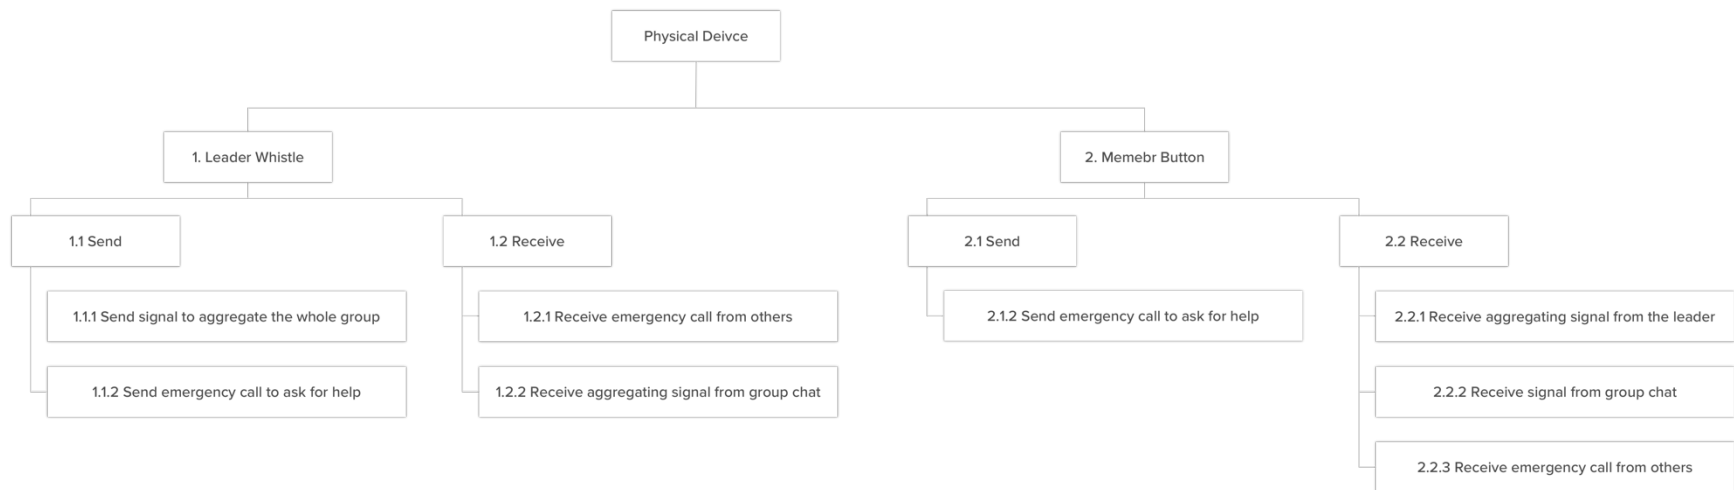 Physical Deivce
1. Leader Whistle
2. Memebr Button
1.1 Send
1.2 Receive
2.1 Send
2.2 Receive
1.1.1 Send signal to aggregate the whole group
1.2.1 Receive emergency call from others
2.1.2 Send emergency call to ask for help
2.2.1 Receive aggregating signal from the leader
1.1.2 Send emergency call to ask for help
1.2.2 Receive aggregating signal from group chat
2.2.2 Receive signal from group chat
2.2.3 Receive emergency call from others